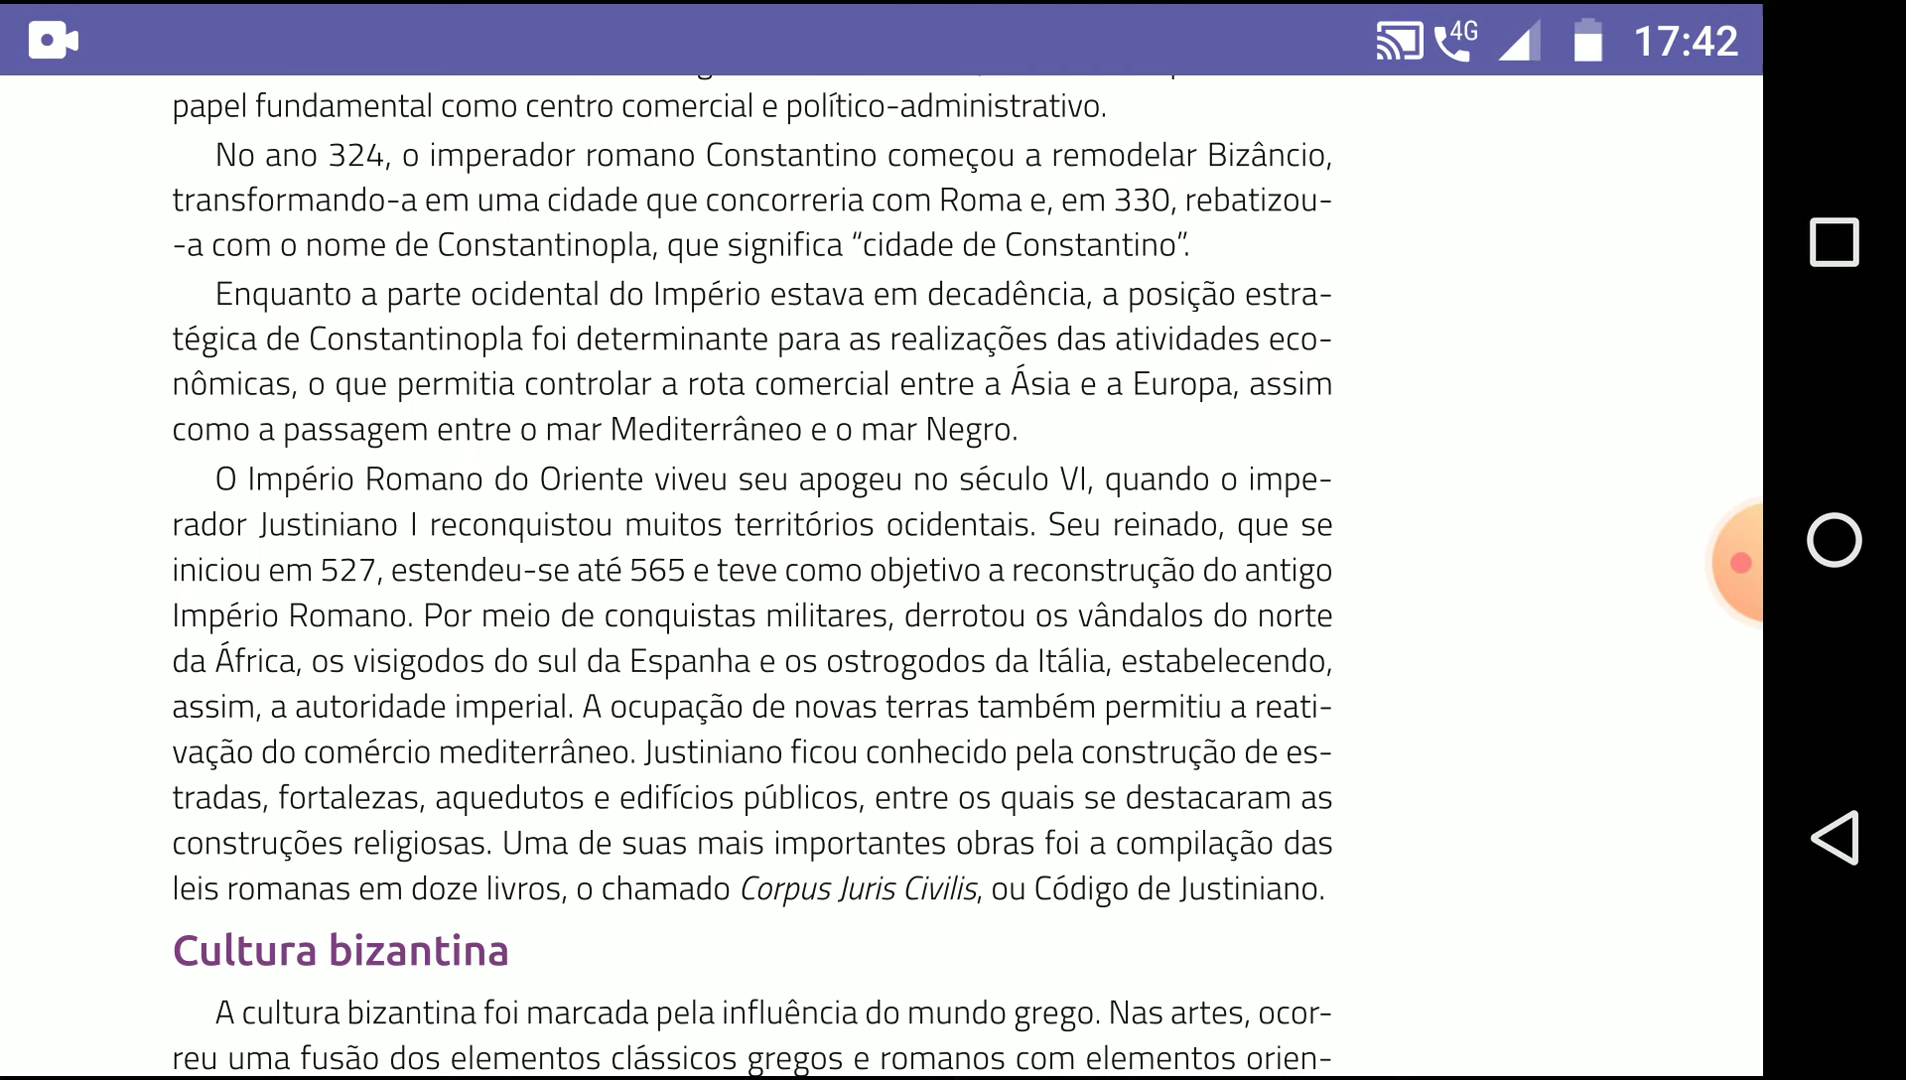 4G 17:42
papel fundamental como centro comercial e político-administrativo.
No ano 324, o imperador romano Constantino começou a remodelar Bizâncio,
transformando-a em uma cidade que concorreria com Roma e, em 330, rebatizou-
-a com o nome de Constantinopla, que significa “cidade de Constantino”.
Enquanto a parte ocidental do Império estava em decadência, a posição estra-
tégica de Constantinopla foi determinante para as realizações das atividades eco-
nômicas, o que permitia controlar a rota comercial entre a Ásia e a Europa, assim
como a passagem entre o mar Mediterrâneo e o mar Negro.
O Império Romano do Oriente viveu seu apogeu no século VI, quando o impe-
rador Justiniano I reconquistou muitos territórios ocidentais. Seu reinado, que se
iniciou em 527, estendeu-se até 565 e teve como objetivo a reconstrução do antigo
Império Romano. Por meio de conquistas militares, derrotou os vândalos do norte
da África, os visigodos do sul da Espanha e os ostrogodos da Itália, estabelecendo,
assim, a autoridade imperial. A ocupação de novas terras também permitiu a reati-
vação do comércio mediterrâneo. Justiniano ficou conhecido pela construção de es-
tradas, fortalezas, aquedutos e edifícios públicos, entre os quais se destacaram as
construções religiosas. Uma de suas mais importantes obras foi a compilação das
leis romanas em doze livros, o chamado Corpus Juris Civilis, ou Código de Justiniano.
Cultura bizantina
A cultura bizantina foi marcada pela influência do mundo grego. Nas artes, ocor-
reu uma fusão dos elementos clássicos gregos e romanos com elementos orien-